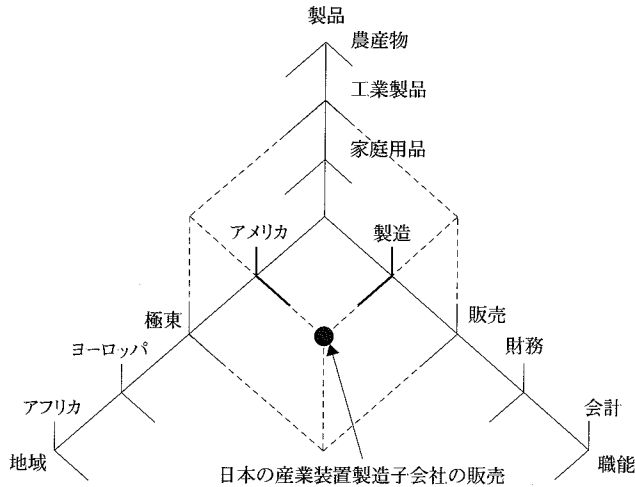 製品
農産物
工業製品
家庭用品
アメリカ
製造
極東
販売
ヨーロッパ
財務
アフリカ
会計
地域
職能
日本の産業装置製造子会社の販売